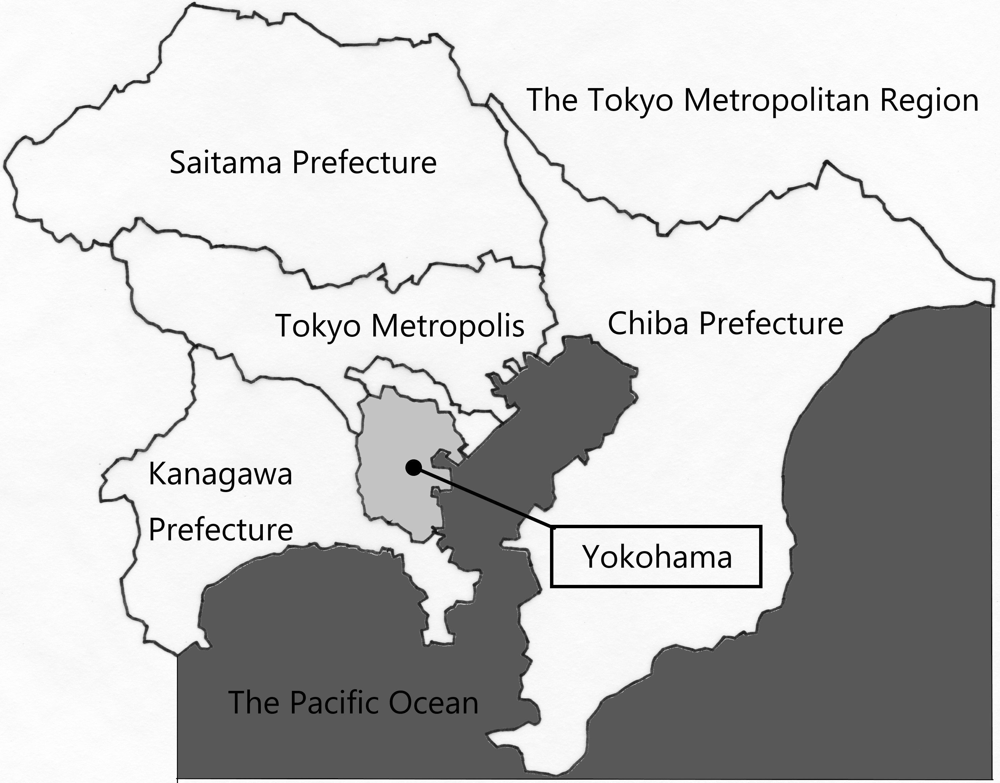 The Tokyo Metropolitan Region
Saitama Prefecture
Tokyo Metropolis
Chiba Prefecture
Kanagawa
Prefecture
Yokohama
The Pacific Ocean